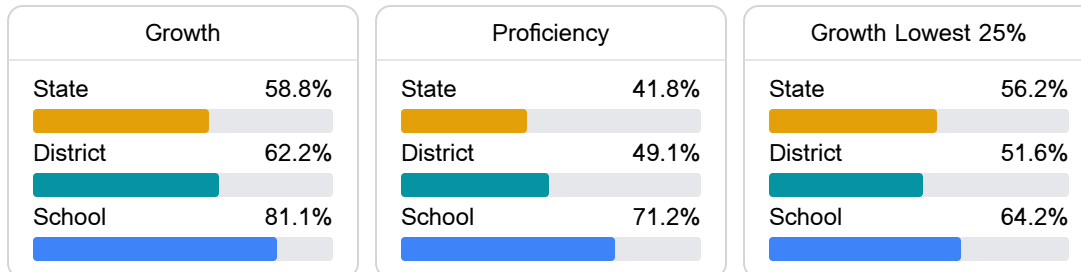 Growth
State 58.8%
District 62.2%
School 81.1%
Proficiency
State 41.8%
District 49.1%
School 71.2%
Growth Lowest 25%
State 56.2%
District 51.6%
School 64.2%